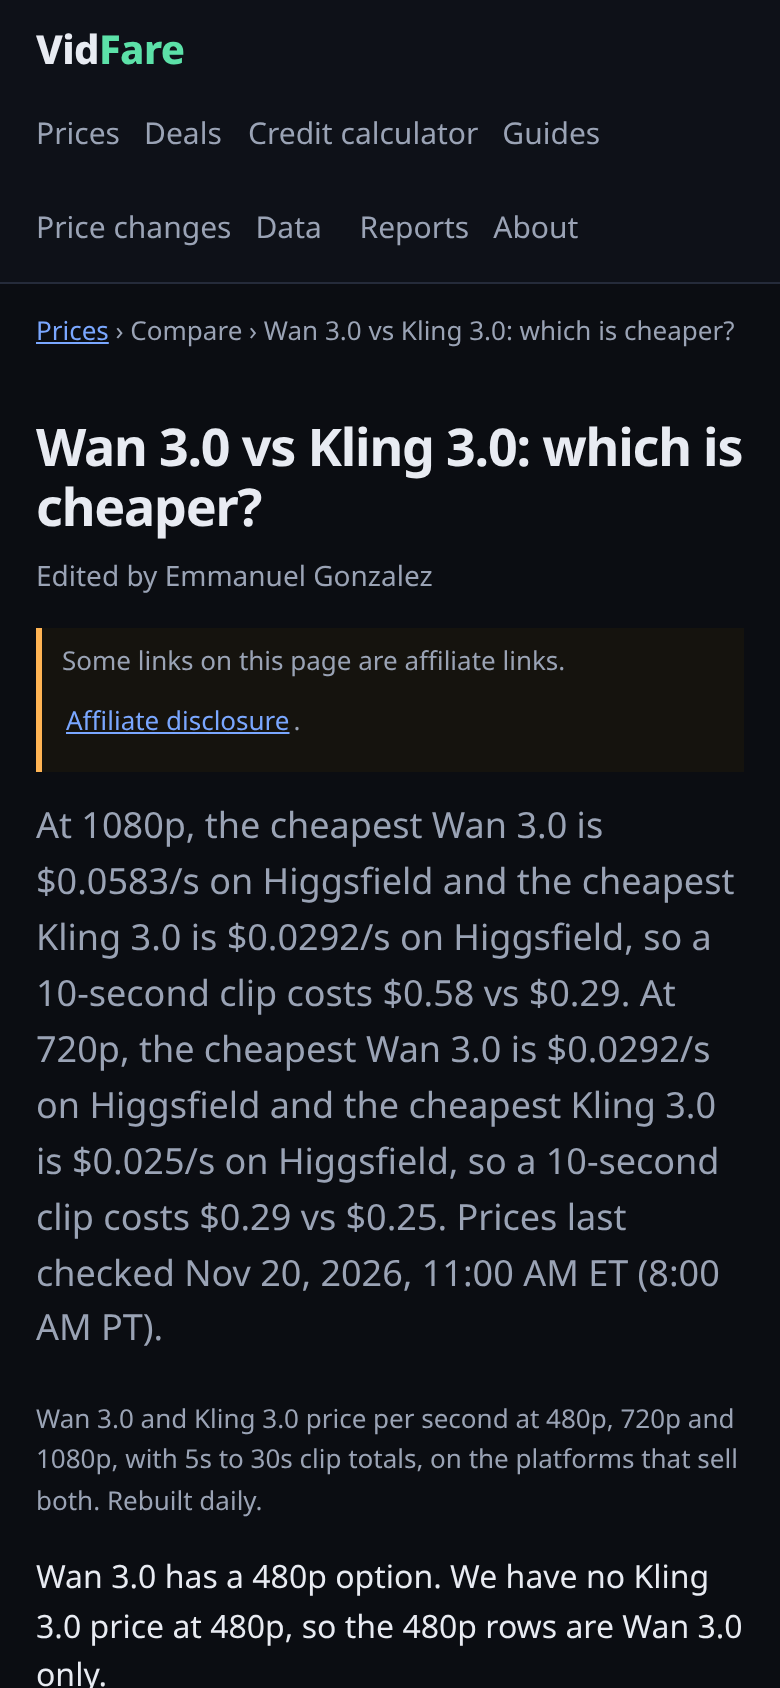 VidFare
Prices Deals Credit calculator Guides
Price changes Data Reports About
Prices › Compare › Wan 3.0 vs Kling 3.0: which is cheaper?
Wan 3.0 vs Kling 3.0: which is
cheaper?
Edited by Emmanuel Gonzalez
Some links on this page are affiliate links.
Affiliate disclosure.
At 1080p, the cheapest Wan 3.0 is
$0.0583/s on Higgsfield and the cheapest
Kling 3.0 is $0.0292/s on Higgsfield, so a
10-second clip costs $0.58 vs $0.29. At
720p, the cheapest Wan 3.0 is $0.0292/s
on Higgsfield and the cheapest Kling 3.0
is $0.025/s on Higgsfield, so a 10-second
clip costs $0.29 vs $0.25. Prices last
checked Nov 20, 2026, 11:00 AM ET (8:00
AM PT).
Wan 3.0 and Kling 3.0 price per second at 480p, 720p and
1080p, with 5s to 30s clip totals, on the platforms that sell
both. Rebuilt daily.
Wan 3.0 has a 480p option. We have no Kling
3.0 price at 480p, so the 480p rows are Wan 3.0
only.